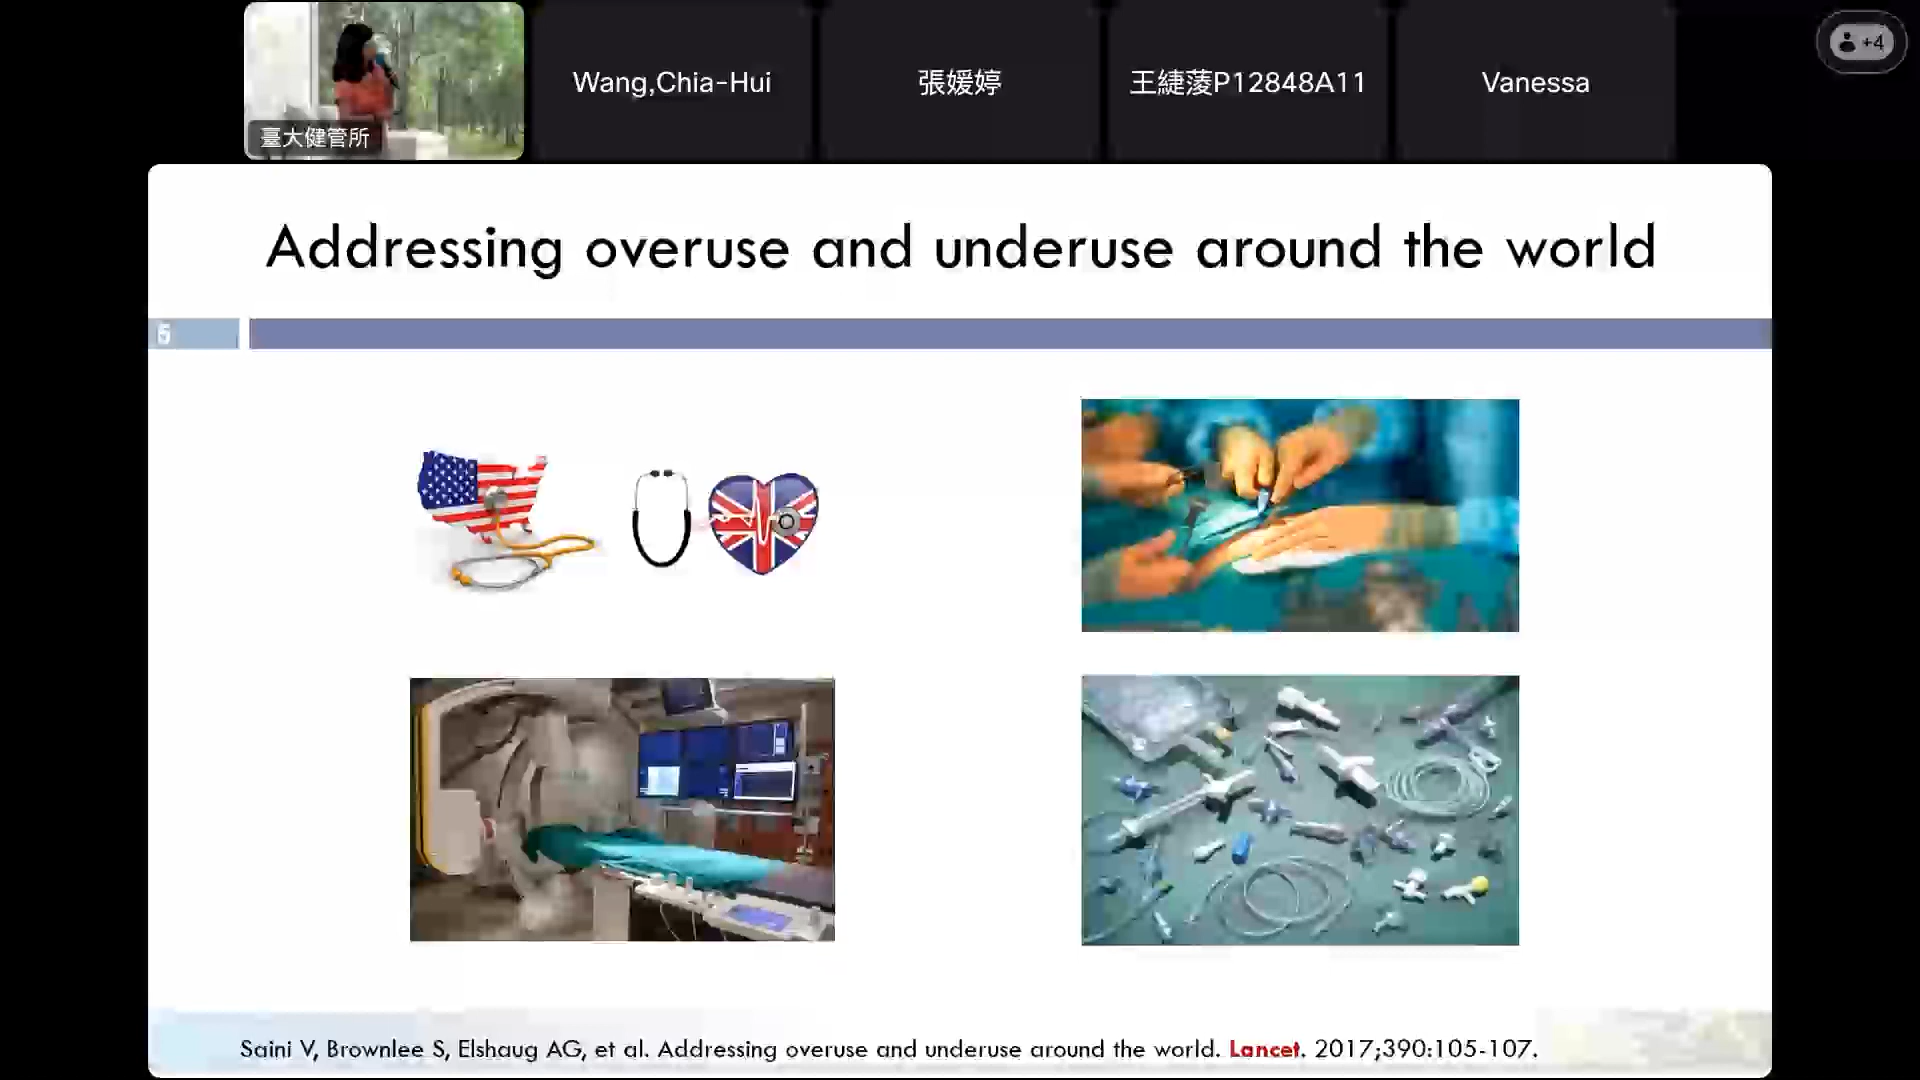 臺大健管所
Wang,Chia-Hui
張媛婷
王緁薐P12848A11
Vanessa
+4
Addressing overuse and underuse around the world
5
Saini V, Brownlee S, Elshaug AG, et al. Addressing overuse and underuse around the world. Lancet. 2017;390:105-107.